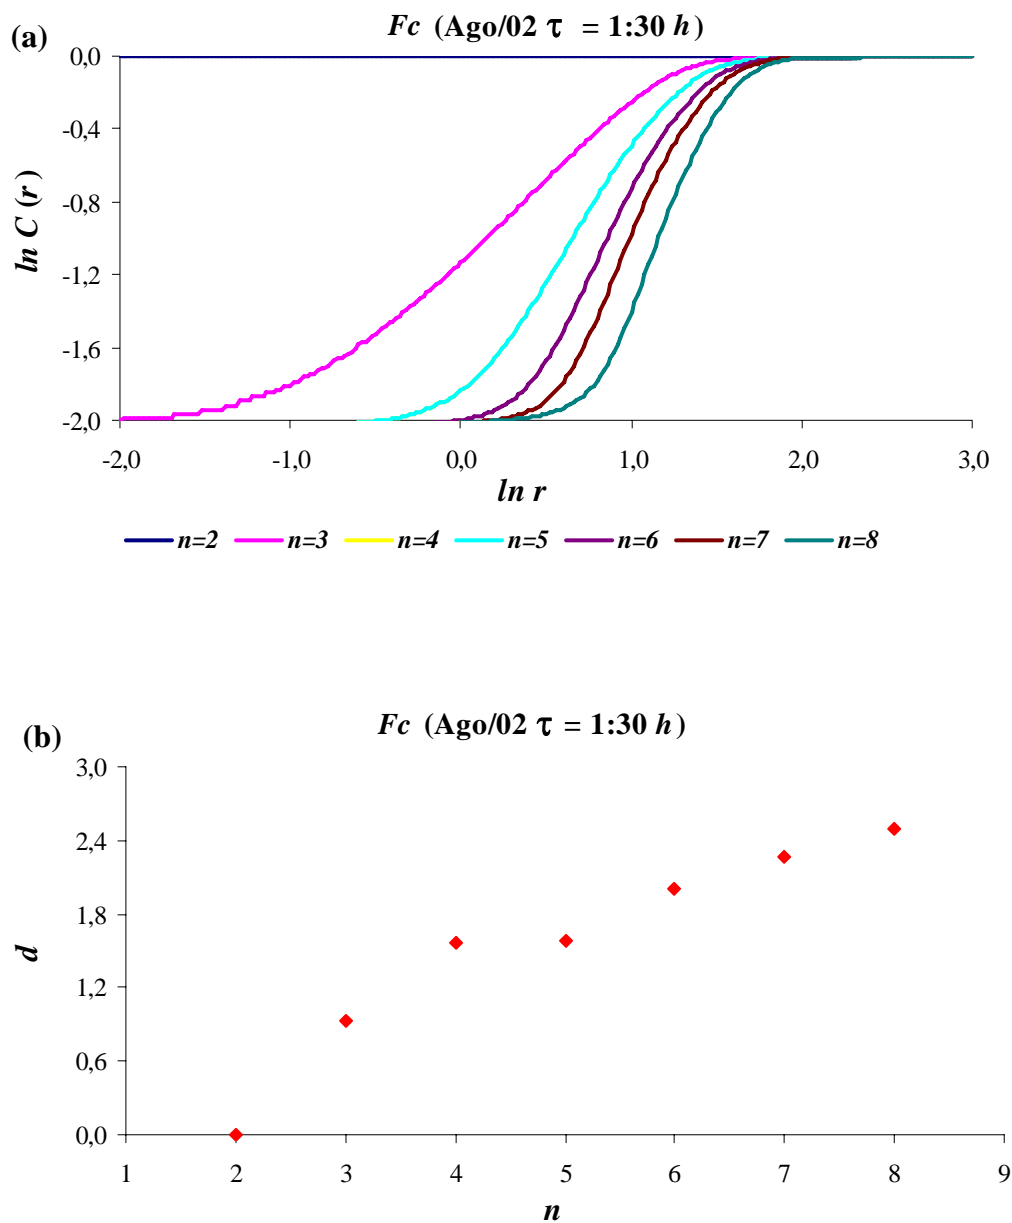 (a)
Fc (Ago/02 τ = 1:30 h)
0,0
-0,4
-0,8
-1,2
-1,6
-2,0
ln C (r)
-2,0 -1,0 0,0 1,0 2,0 3,0
ln r
n=2 n=3 n=4 n=5 n=6 n=7 n=8
(b)
Fc (Ago/02 τ = 1:30 h)
3,0
2,4
1,8
1,2
0,6
0,0
d
1 2 3 4 5 6 7 8 9
n